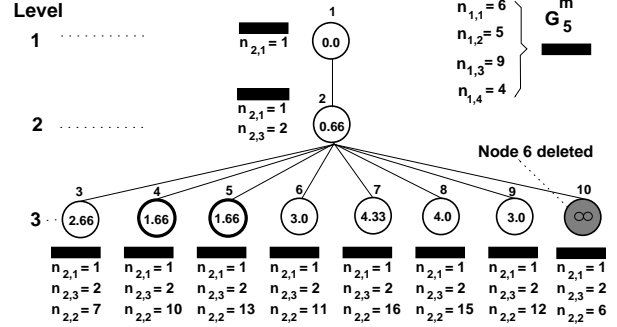 Level
1
n1,1 = 6
n1,2 = 5
n1,3 = 9
n1,4 = 4
G5^m
1 ............
n2,1 = 1
0.0
2
n2,1 = 1
n2,3 = 2
2 ............
0.66
Node 6 deleted
3 4 5 6 7 8 9 10
3 ... 2.66 1.66 1.66 3.0 4.33 4.0 3.0 ∞
n2,1 = 1 n2,1 = 1 n2,1 = 1 n2,1 = 1 n2,1 = 1 n2,1 = 1 n2,1 = 1 n2,1 = 1
n2,3 = 2 n2,3 = 2 n2,3 = 2 n2,3 = 2 n2,3 = 2 n2,3 = 2 n2,3 = 2 n2,3 = 2
n2,2 = 7 n2,2 = 10 n2,2 = 13 n2,2 = 11 n2,2 = 16 n2,2 = 15 n2,2 = 12 n2,2 = 6